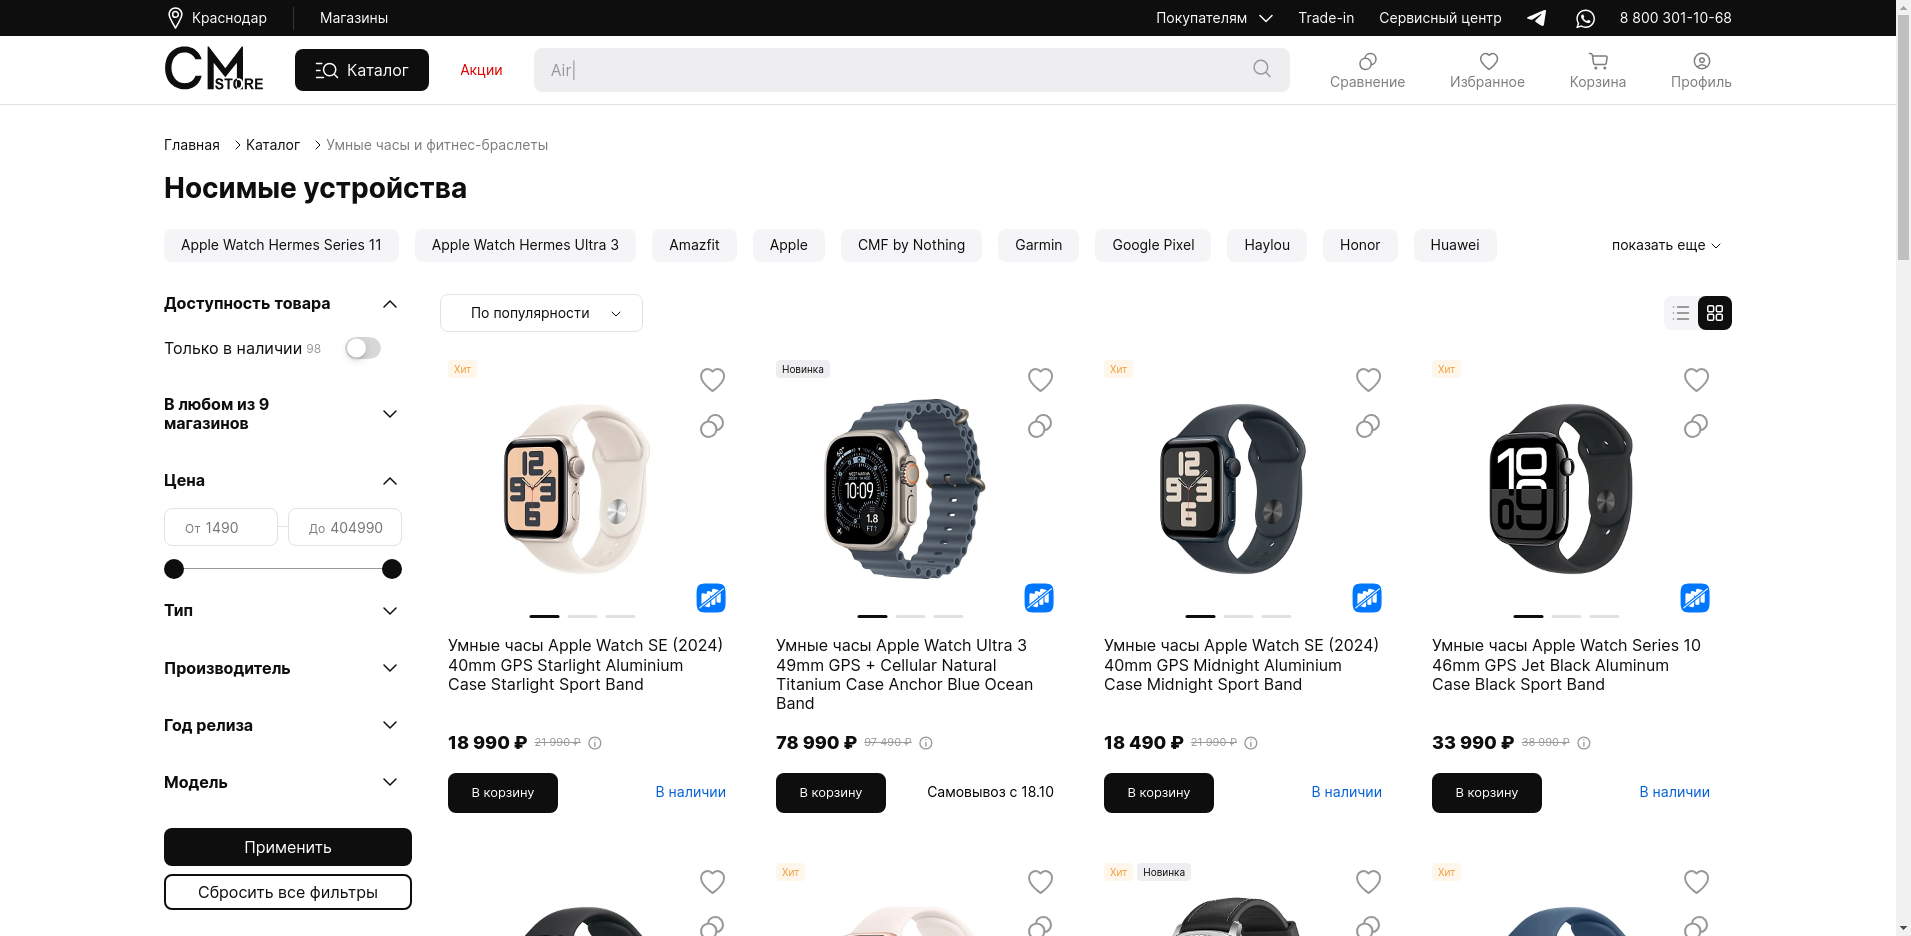 Краснодар
Магазины
Покупателям
Trade-in
Сервисный центр
8 800 301-10-68
CM STORE
Каталог
Акции
Air
Сравнение
Избранное
Корзина
Профиль
Главная
Каталог
Умные часы и фитнес-браслеты
Носимые устройства
Apple Watch Hermes Series 11
Apple Watch Hermes Ultra 3
Amazfit
Apple
CMF by Nothing
Garmin
Google Pixel
Haylou
Honor
Huawei
показать еще
Доступность товара
Только в наличии 98
В любом из 9
магазинов
Цена
От 1490
До 404990
Тип
Производитель
Год релиза
Модель
Применить
Сбросить все фильтры
По популярности
Хит
Умные часы Apple Watch SE (2024)
40mm GPS Starlight Aluminium
Case Starlight Sport Band
18 990 ₽ 21 990 ₽
В корзину
В наличии
Новинка
10:09
1.8
FT
Умные часы Apple Watch Ultra 3
49mm GPS + Cellular Natural
Titanium Case Anchor Blue Ocean
Band
78 990 ₽ 97 490 ₽
В корзину
Самовывоз с 18.10
Хит
Умные часы Apple Watch SE (2024)
40mm GPS Midnight Aluminium
Case Midnight Sport Band
18 490 ₽ 21 990 ₽
В корзину
В наличии
Хит
10
09
Умные часы Apple Watch Series 10
46mm GPS Jet Black Aluminum
Case Black Sport Band
33 990 ₽ 38 990 ₽
В корзину
В наличии
Хит
Хит
Новинка
Хит